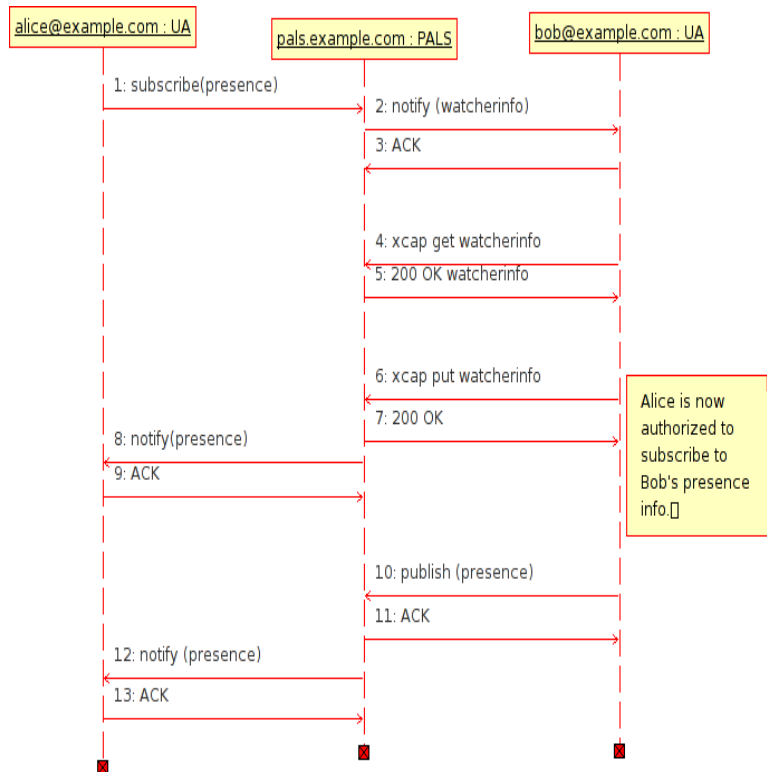 alice@example.com : UA
pals.example.com : PALS
bob@example.com : UA
1: subscribe(presence)
2: notify (watcherinfo)
3: ACK
4: xcap get watcherinfo
5: 200 OK watcherinfo
6: xcap put watcherinfo
7: 200 OK
Alice is now
authorized to
subscribe to
Bob's presence
info.▯
8: notify(presence)
9: ACK
10: publish (presence)
11: ACK
12: notify (presence)
13: ACK